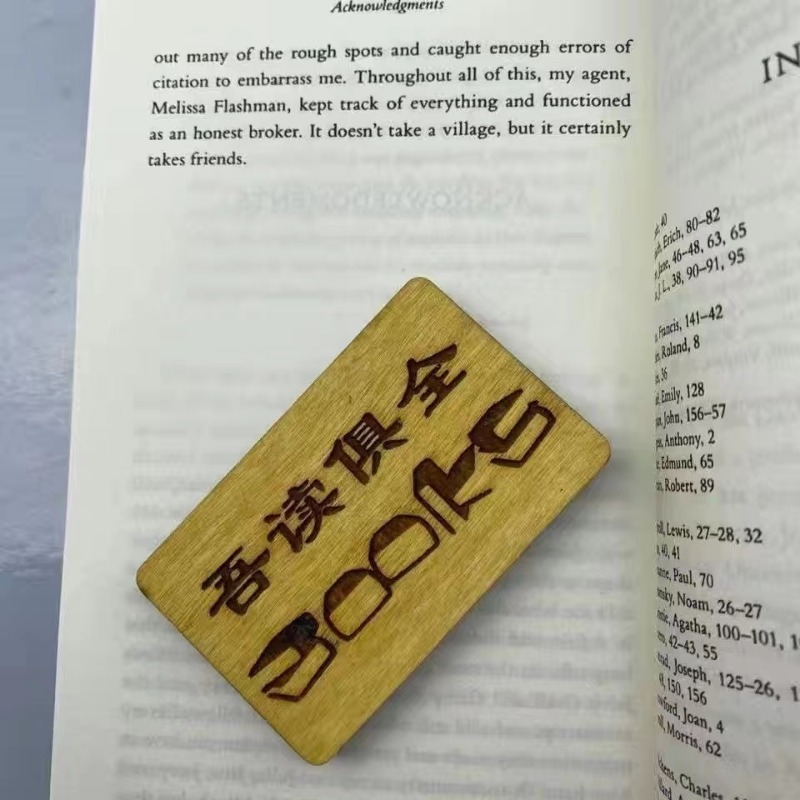 Acknowledgments
out many of the rough spots and caught enough errors of
citation to embarrass me. Throughout all of this, my agent,
Melissa Flashman, kept track of everything and functioned
as an honest broker. It doesn't take a village, but it certainly
takes friends.
吾读俱全
Books
IN
40
Erich, 80–82
46–48, 63, 65
J. L., 38, 90–91, 95
Francis, 141–42
Roland, 8
36
Emily, 128
John, 156–57
Anthony, 2
Edmund, 65
Robert, 89
Lewis, 27–28, 32
40, 41
Paul, 70
Noam, 26–27
Agatha, 100–101,
42–43, 55
Joseph, 125–26,
150, 156
Joan, 4
Morris, 62
Charles,